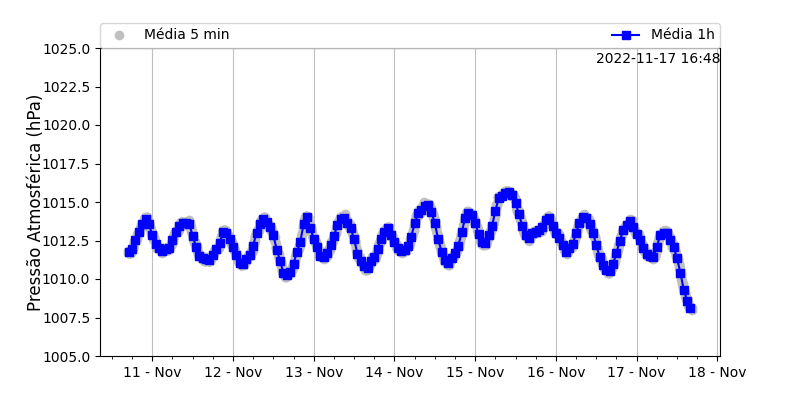 Média 5 min
Média 1h
2022-11-17 16:48
Pressão Atmosférica (hPa)
1025.0
1022.5
1020.0
1017.5
1015.0
1012.5
1010.0
1007.5
1005.0
11 - Nov
12 - Nov
13 - Nov
14 - Nov
15 - Nov
16 - Nov
17 - Nov
18 - Nov